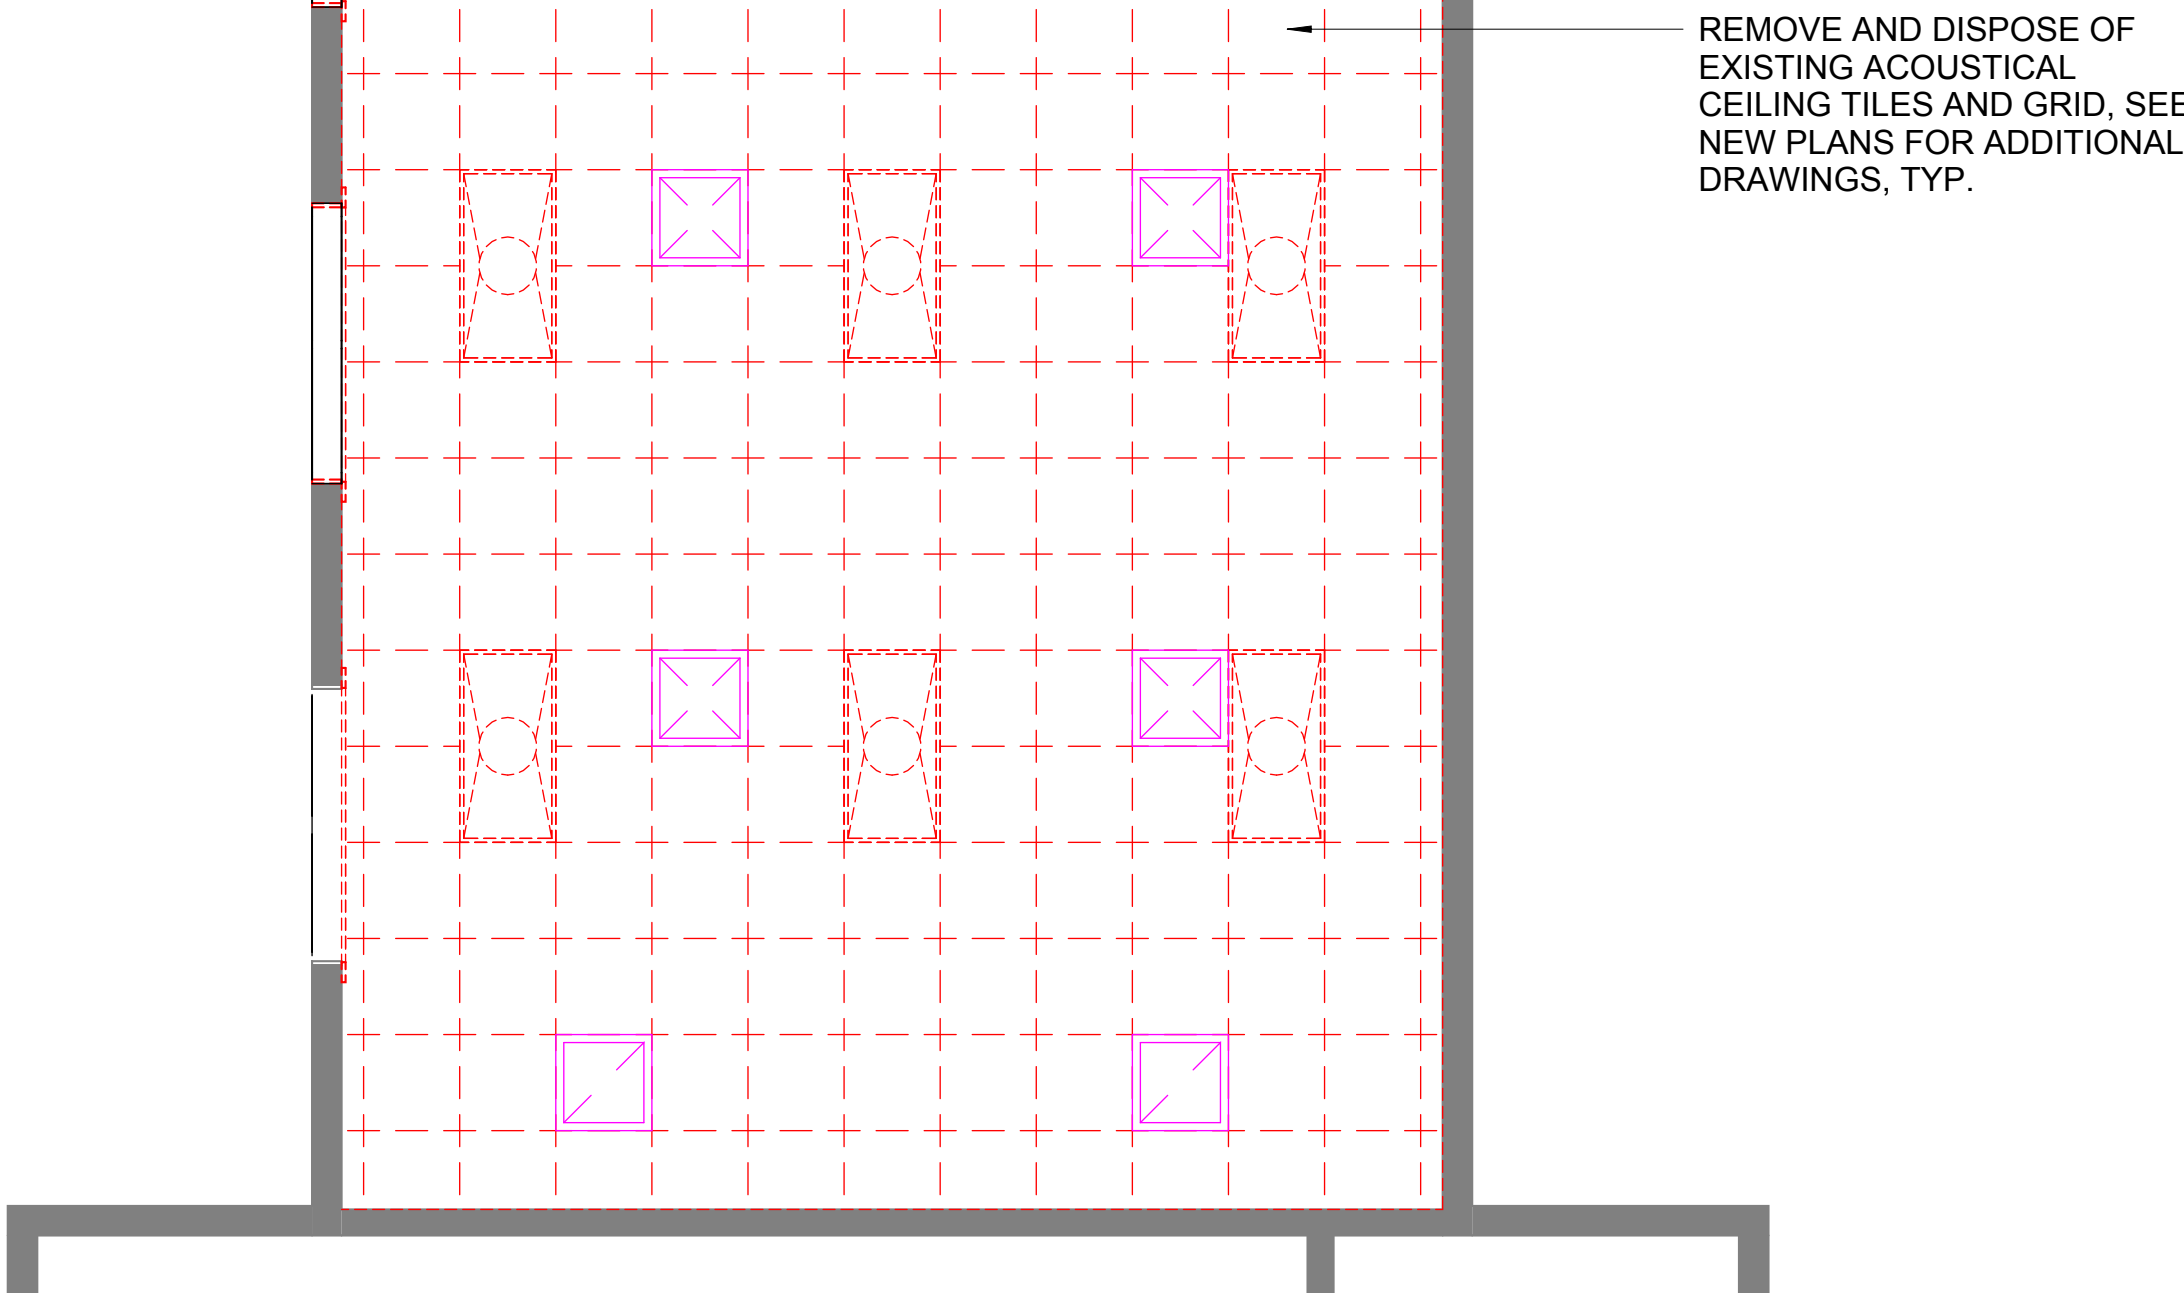 REMOVE AND DISPOSE OF
EXISTING ACOUSTICAL
CEILING TILES AND GRID, SEE
NEW PLANS FOR ADDITIONAL
DRAWINGS, TYP.